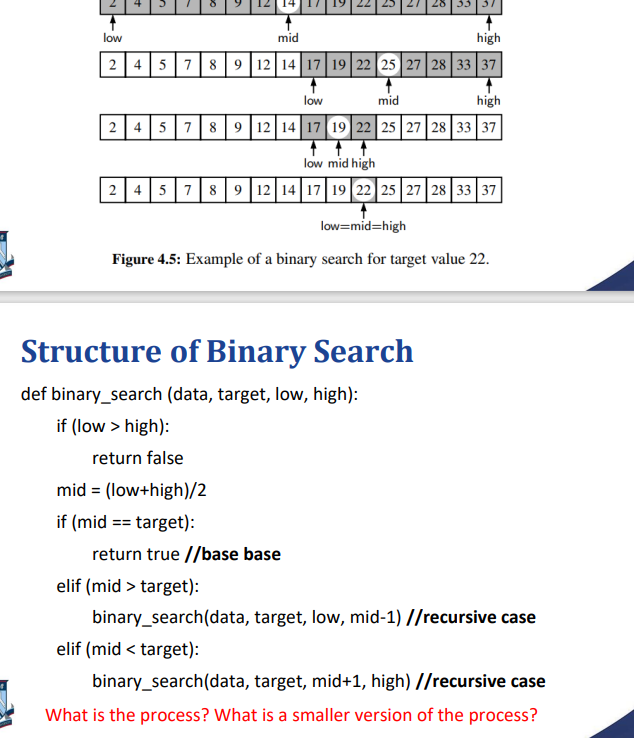 2 4 5 7 8 9 12 14 17 19 22 25 27 28 33 37
low mid high
2 4 5 7 8 9 12 14 17 19 22 25 27 28 33 37
low mid high
2 4 5 7 8 9 12 14 17 19 22 25 27 28 33 37
low mid high
2 4 5 7 8 9 12 14 17 19 22 25 27 28 33 37
low=mid=high
Figure 4.5: Example of a binary search for target value 22.
Structure of Binary Search
def binary_search (data, target, low, high):
if (low > high):
return false
mid = (low+high)/2
if (mid == target):
return true //base base
elif (mid > target):
binary_search(data, target, low, mid-1) //recursive case
elif (mid < target):
binary_search(data, target, mid+1, high) //recursive case
What is the process? What is a smaller version of the process?